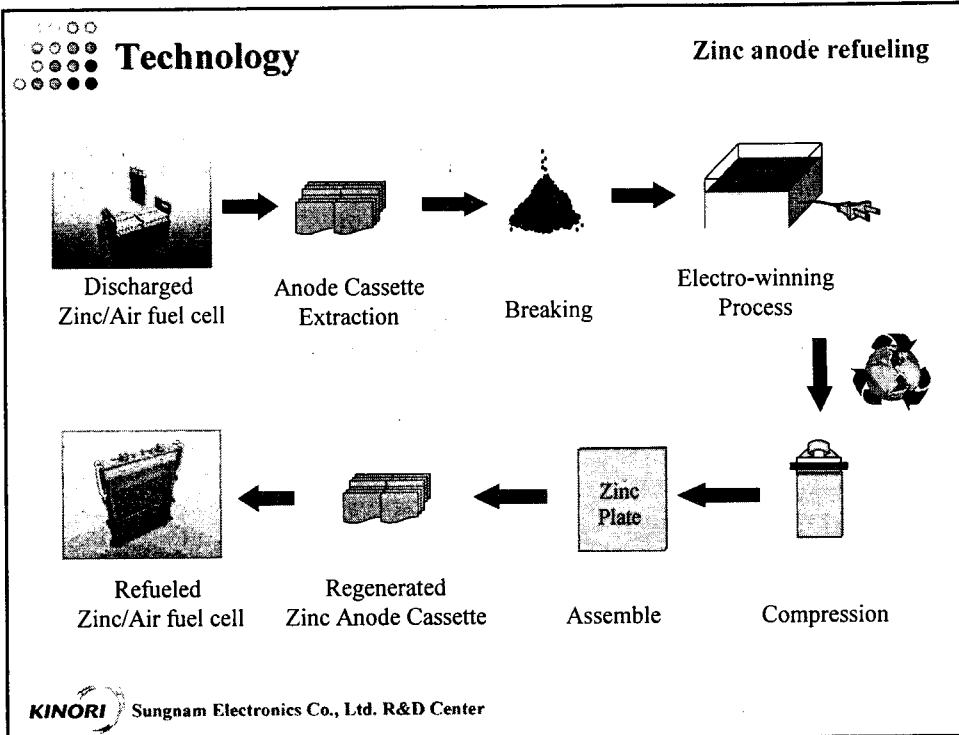 Technology
Zinc anode refueling
Discharged
Zinc/Air fuel cell
Anode Cassette
Extraction
Breaking
Electro-winning
Process
Zinc
Plate
Refueled
Zinc/Air fuel cell
Regenerated
Zinc Anode Cassette
Assemble
Compression
KINORI Sungnam Electronics Co., Ltd. R&D Center